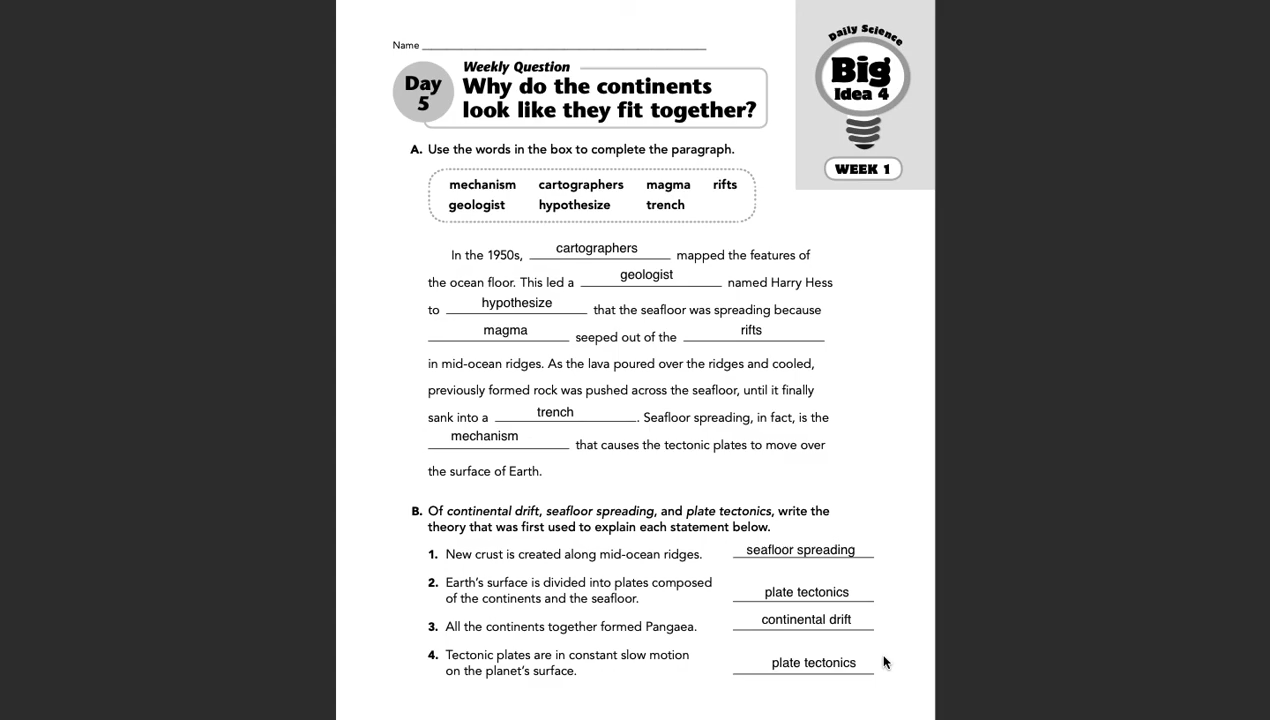 Name
Daily Science
Big
Idea 4
WEEK 1
Day
5
Weekly Question
Why do the continents
look like they fit together?
A. Use the words in the box to complete the paragraph.
mechanism cartographers magma rifts
geologist hypothesize trench
In the 1950s, cartographers mapped the features of
the ocean floor. This led a geologist named Harry Hess
to hypothesize that the seafloor was spreading because
magma seeped out of the rifts
in mid-ocean ridges. As the lava poured over the ridges and cooled,
previously formed rock was pushed across the seafloor, until it finally
sank into a trench. Seafloor spreading, in fact, is the
mechanism that causes the tectonic plates to move over
the surface of Earth.
B. Of continental drift, seafloor spreading, and plate tectonics, write the
theory that was first used to explain each statement below.
1. New crust is created along mid-ocean ridges. seafloor spreading
2. Earth's surface is divided into plates composed
of the continents and the seafloor. plate tectonics
3. All the continents together formed Pangaea. continental drift
4. Tectonic plates are in constant slow motion
on the planet's surface. plate tectonics